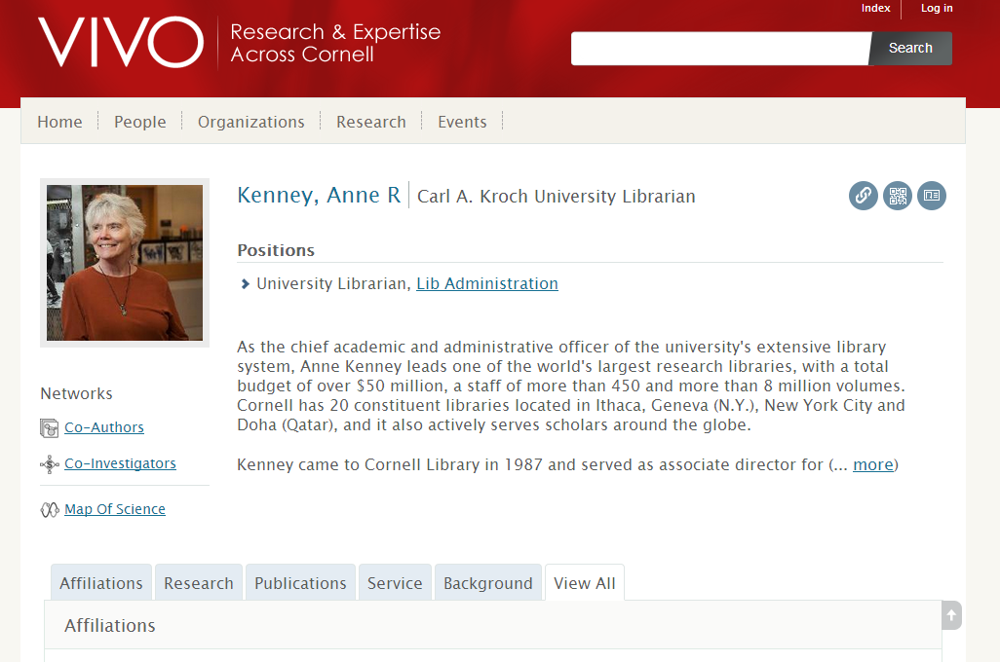 Index
Log in
VIVO
Research & Expertise
Across Cornell
Search
Home
People
Organizations
Research
Events
Kenney, Anne R
Carl A. Kroch University Librarian
Positions
University Librarian, Lib Administration
As the chief academic and administrative officer of the university's extensive library
system, Anne Kenney leads one of the world's largest research libraries, with a total
budget of over $50 million, a staff of more than 450 and more than 8 million volumes.
Cornell has 20 constituent libraries located in Ithaca, Geneva (N.Y.), New York City and
Doha (Qatar), and it also actively serves scholars around the globe.
Kenney came to Cornell Library in 1987 and served as associate director for (... more)
Networks
Co-Authors
Co-Investigators
Map Of Science
Affiliations
Research
Publications
Service
Background
View All
Affiliations